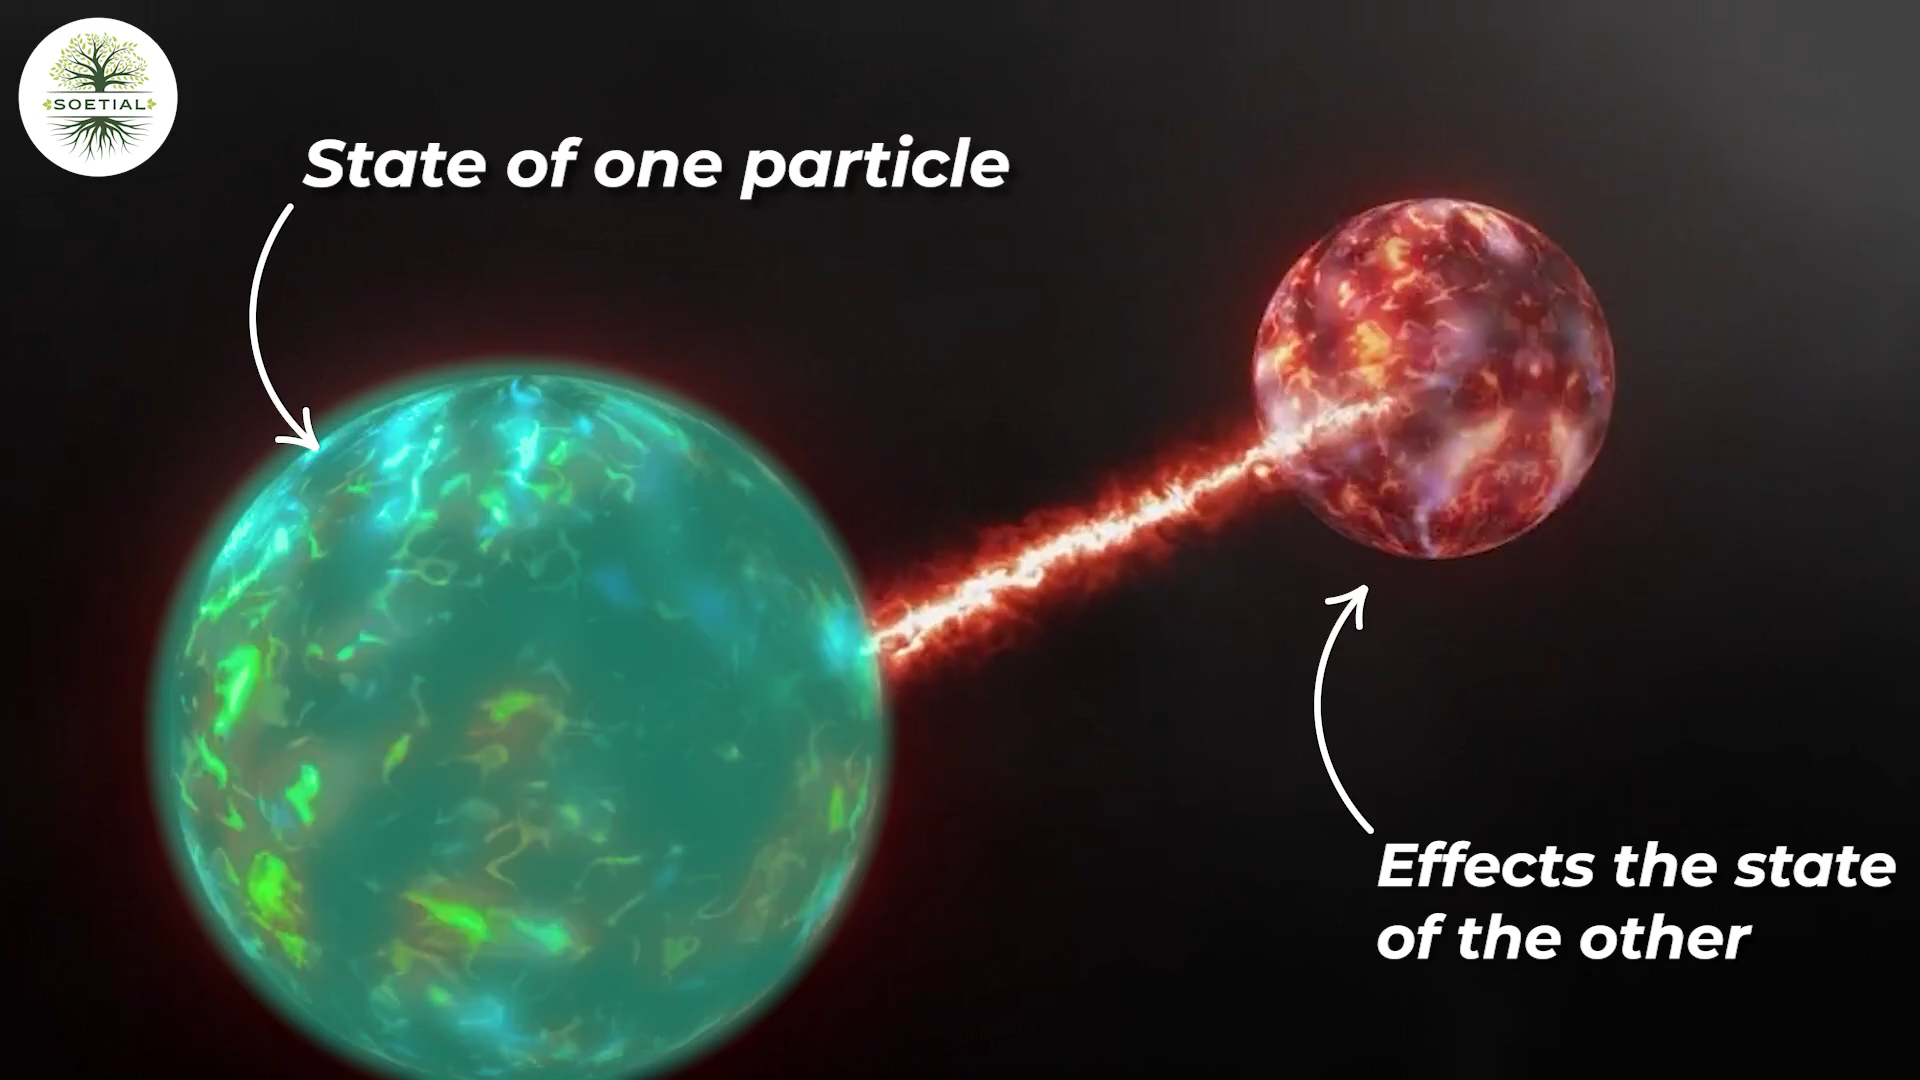 SOETIAL
State of one particle
Effects the state
of the other